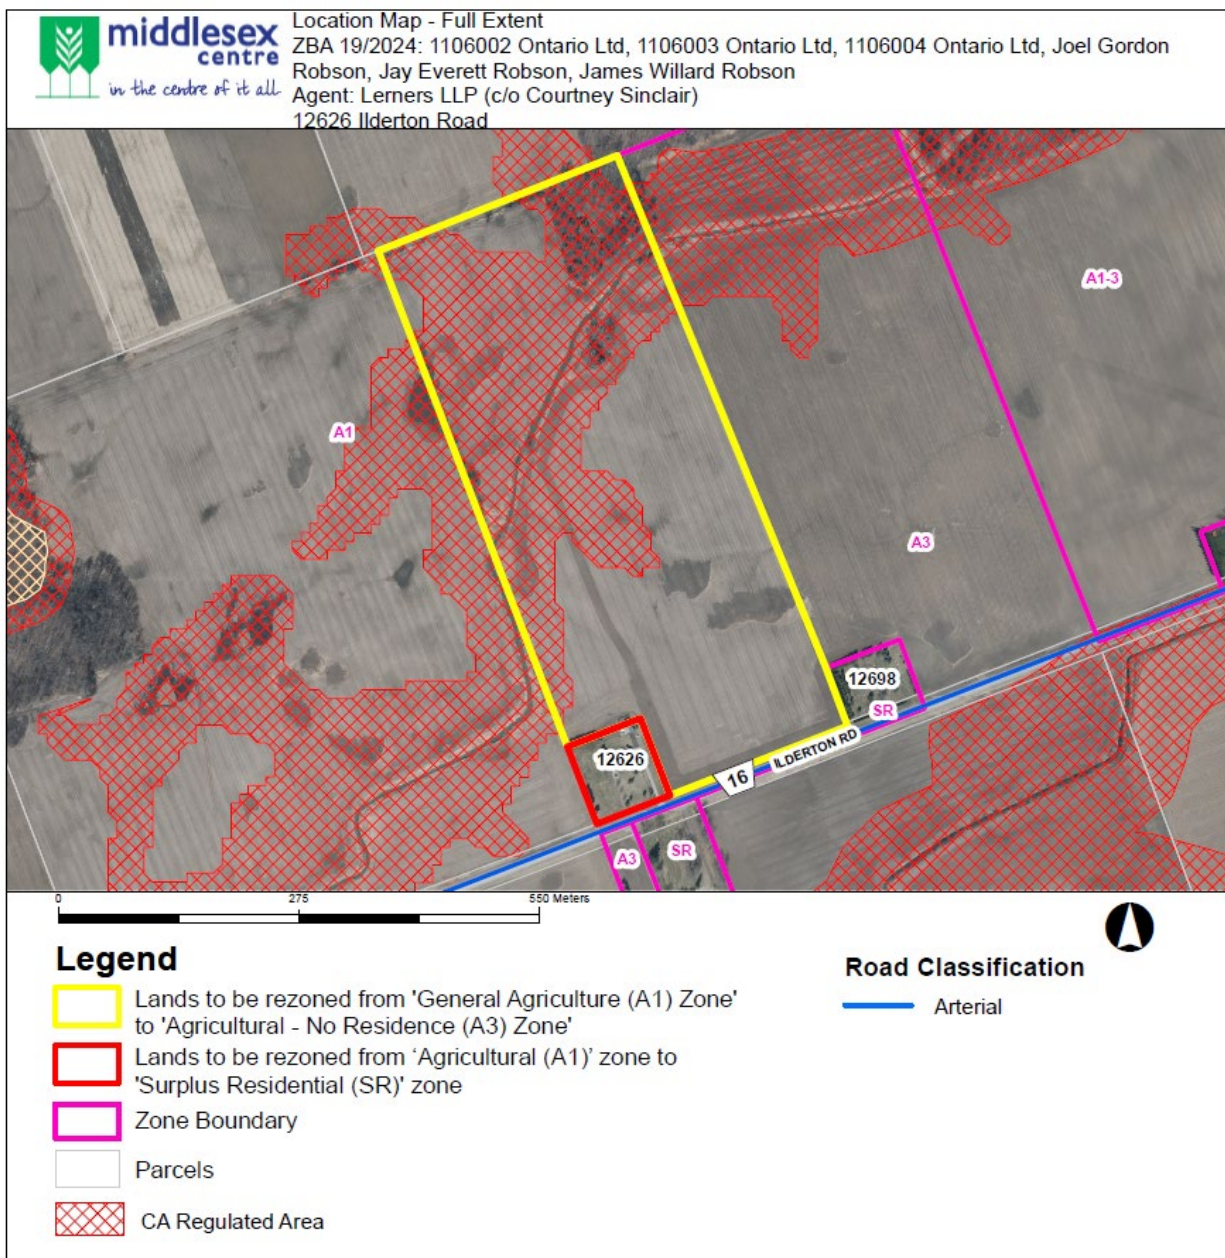 middlesex
centre
in the centre of it all
Location Map - Full Extent
ZBA 19/2024: 1106002 Ontario Ltd, 1106003 Ontario Ltd, 1106004 Ontario Ltd, Joel Gordon
Robson, Jay Everett Robson, James Willard Robson
Agent: Lerners LLP (c/o Courtney Sinclair)
12626 Ilderton Road
A1-3
A1
A3
12698
SR
12626
16
ILDERTON RD
A3
SR
0 275 550 Meters
Legend
Lands to be rezoned from 'General Agriculture (A1) Zone'
to 'Agricultural - No Residence (A3) Zone'
Lands to be rezoned from ‘Agricultural (A1)’ zone to
'Surplus Residential (SR)' zone
Zone Boundary
Parcels
CA Regulated Area
Road Classification
Arterial